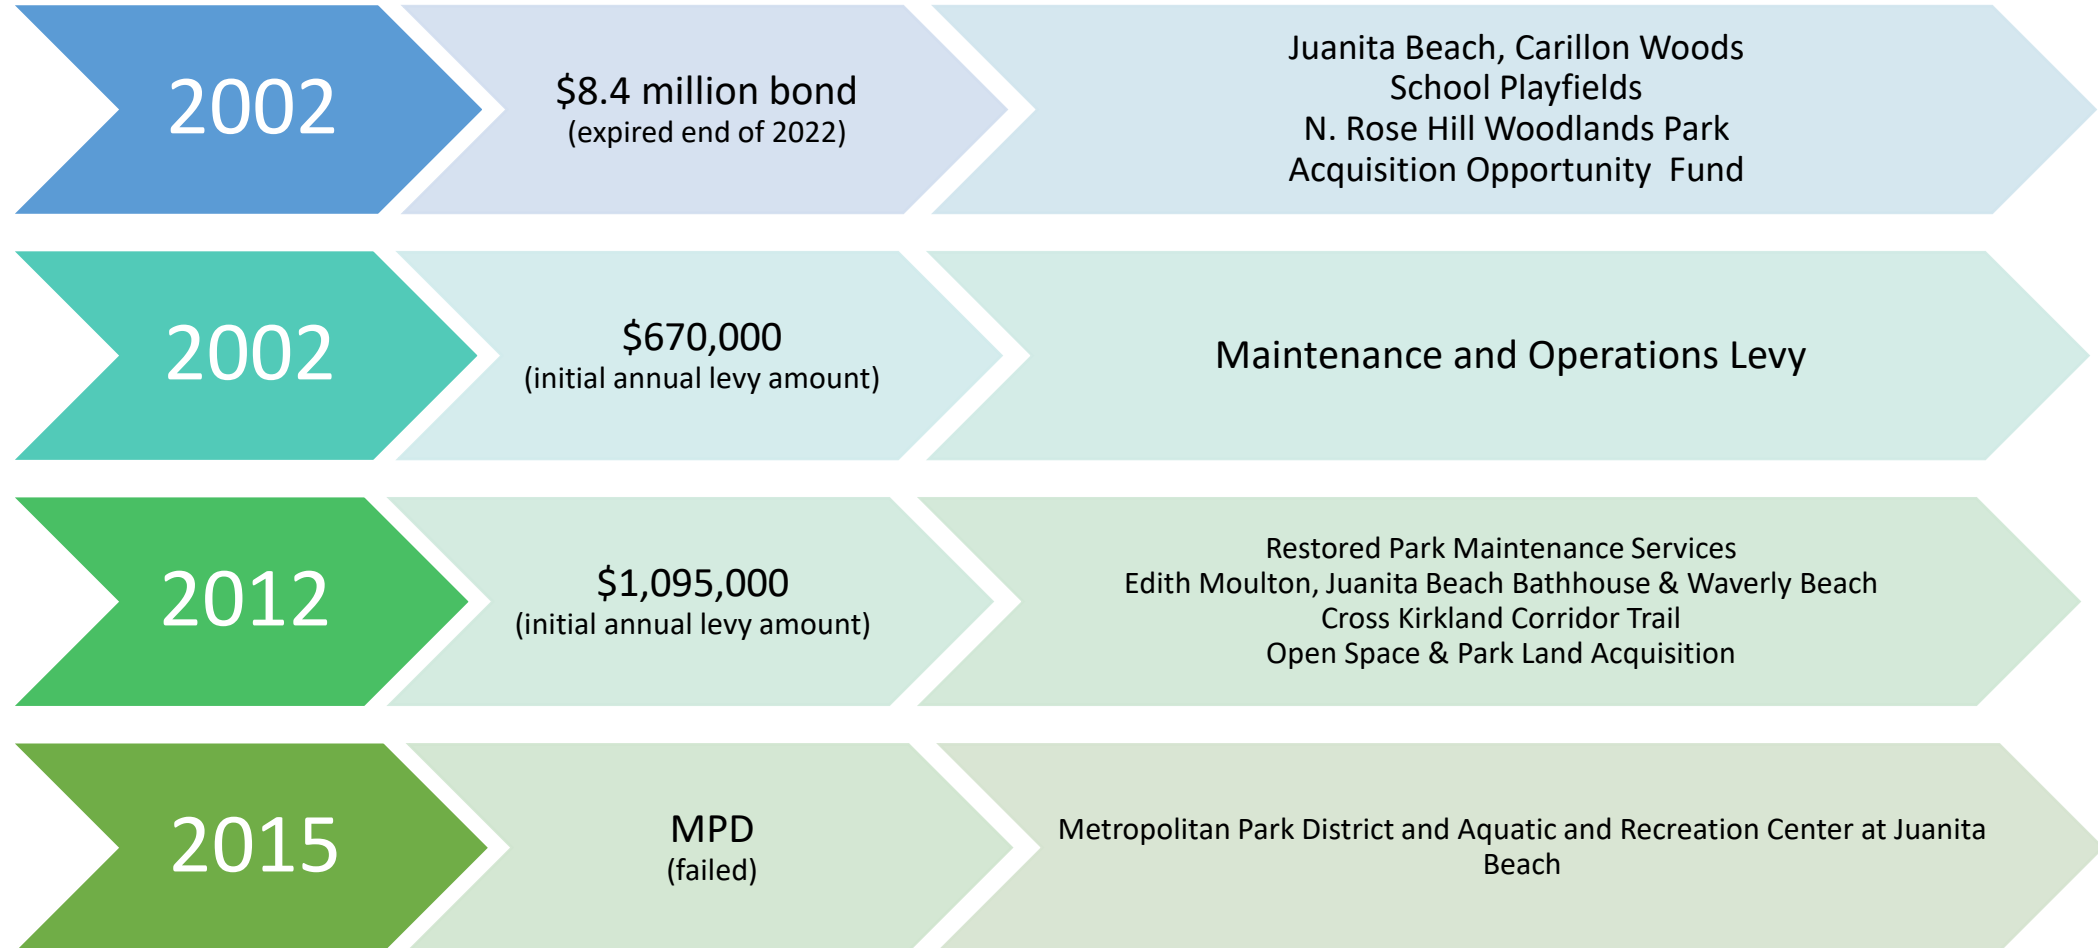 2002
$8.4 million bond
(expired end of 2022)
Juanita Beach, Carillon Woods
School Playfields
N. Rose Hill Woodlands Park
Acquisition Opportunity  Fund
2002
$670,000
(initial annual levy amount)
Maintenance and Operations Levy
2012
$1,095,000
(initial annual levy amount)
Restored Park Maintenance Services
Edith Moulton, Juanita Beach Bathhouse & Waverly Beach
Cross Kirkland Corridor Trail
Open Space & Park Land Acquisition
2015
MPD
(failed)
Metropolitan Park District and Aquatic and Recreation Center at Juanita
Beach